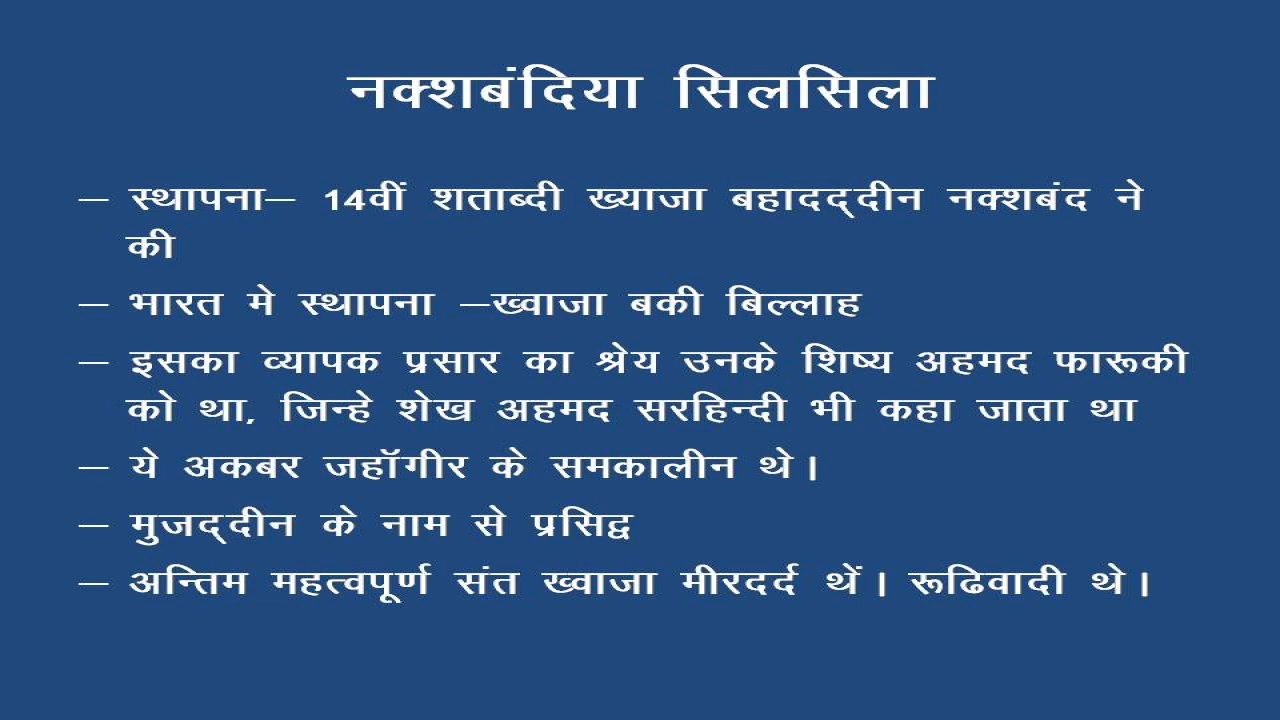 नक्शबंदिया सिलसिला
– स्थापना– 14वीं शताब्दी ख्याजा बहादद्दीन नक्शबंद ने
की
– भारत मे स्थापना –ख्वाजा बकी बिल्लाह
– इसका व्यापक प्रसार का श्रेय उनके शिष्य अहमद फारूकी
को था, जिन्हे शेख अहमद सरहिन्दी भी कहा जाता था
– ये अकबर जहॉगीर के समकालीन थे।
– मुजद्दीन के नाम से प्रसिद्व
– अन्तिम महत्वपूर्ण संत ख्वाजा मीरदर्द थें। रूढिवादी थे।